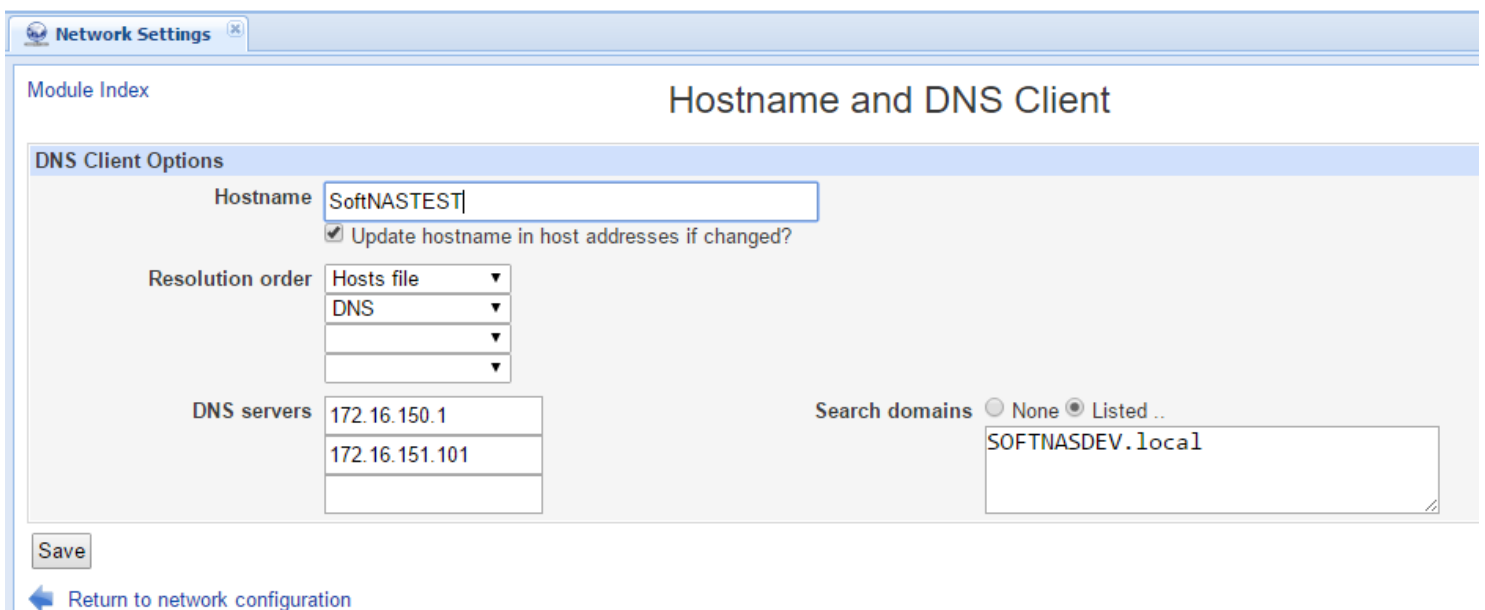 Network Settings
Module Index
Hostname and DNS Client
DNS Client Options
Hostname SoftNASTEST
Update hostname in host addresses if changed?
Resolution order Hosts file
DNS
DNS servers 172.16.150.1
172.16.151.101
Search domains None Listed ..
SOFTNASDEV.local
Save
Return to network configuration